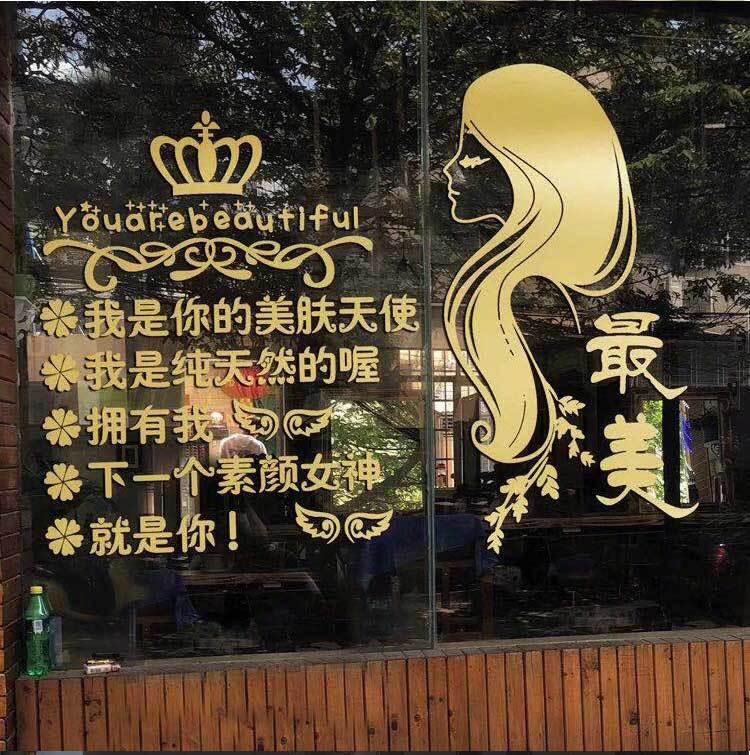 Youarebeautiful
我是你的美肤天使
我是纯天然的喔
拥有我
下一个素颜女神
就是你！
最美